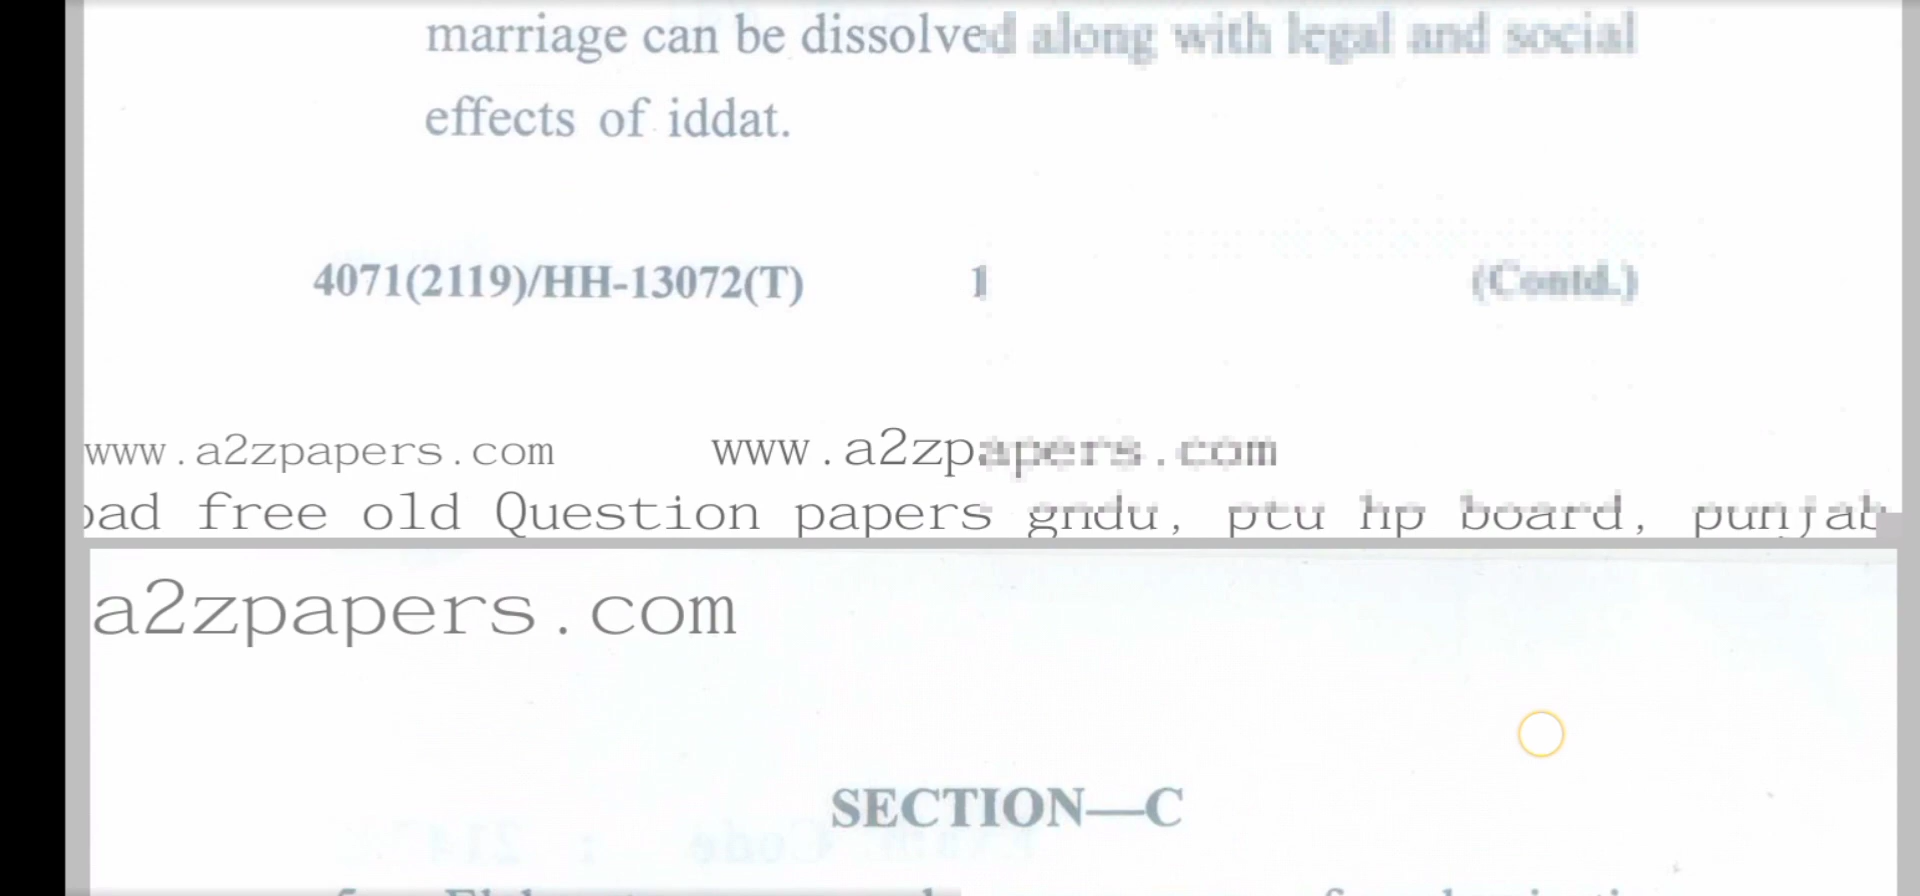 marriage can be dissolved along with legal and social
effects of iddat.
4071(2119)/HH-13072(T) 1 (Contd.)
www.a2zpapers.com www.a2zpapers.com
oad free old Question papers gndu, ptu hp board, punjab
a2zpapers.com
SECTION—C